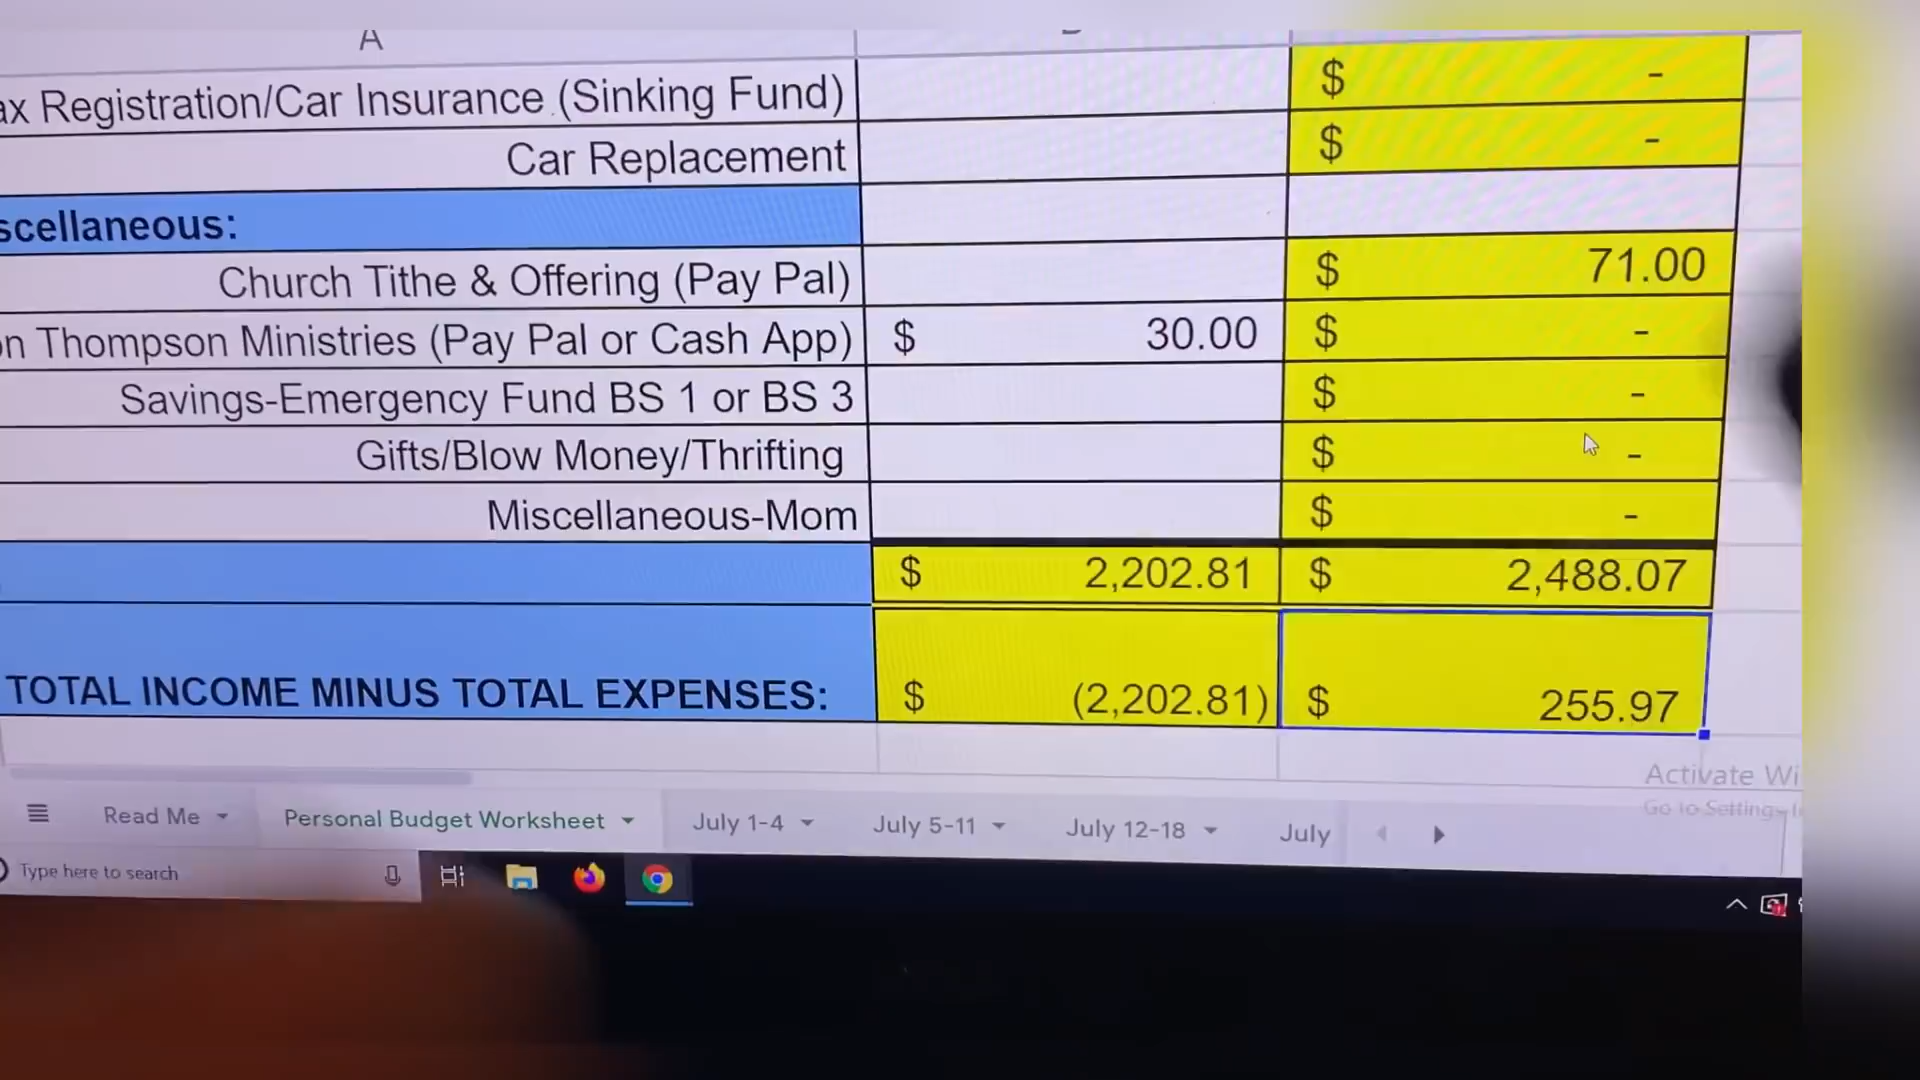 A
ax Registration/Car Insurance (Sinking Fund) $ -
Car Replacement $ -
scellaneous:
Church Tithe & Offering (Pay Pal) $ 71.00
on Thompson Ministries (Pay Pal or Cash App) $ 30.00 $ -
Savings-Emergency Fund BS 1 or BS 3 $ -
Gifts/Blow Money/Thrifting $ -
Miscellaneous-Mom $ -
$ 2,202.81 $ 2,488.07
TOTAL INCOME MINUS TOTAL EXPENSES: $ (2,202.81) $ 255.97
Activate Wi
Go to Settings
Read Me Personal Budget Worksheet July 1-4 July 5-11 July 12-18 July
Type here to search